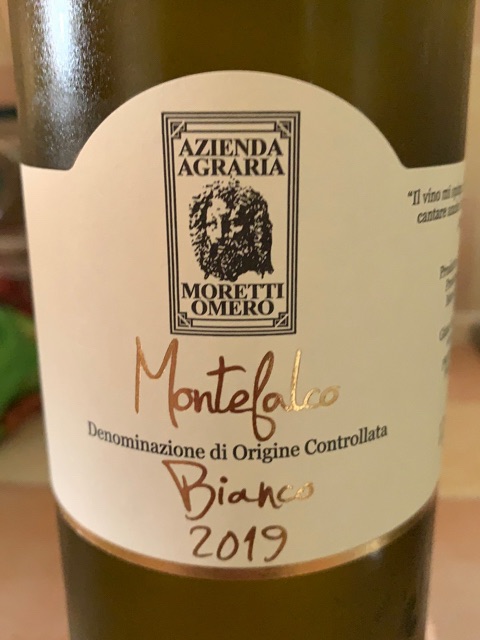 AZIENDA
AGRARIA
MORETTI
OMERO
Montefalco
Denominazione di Origine Controllata
Bianco
2019
"Il vino mi
cantare